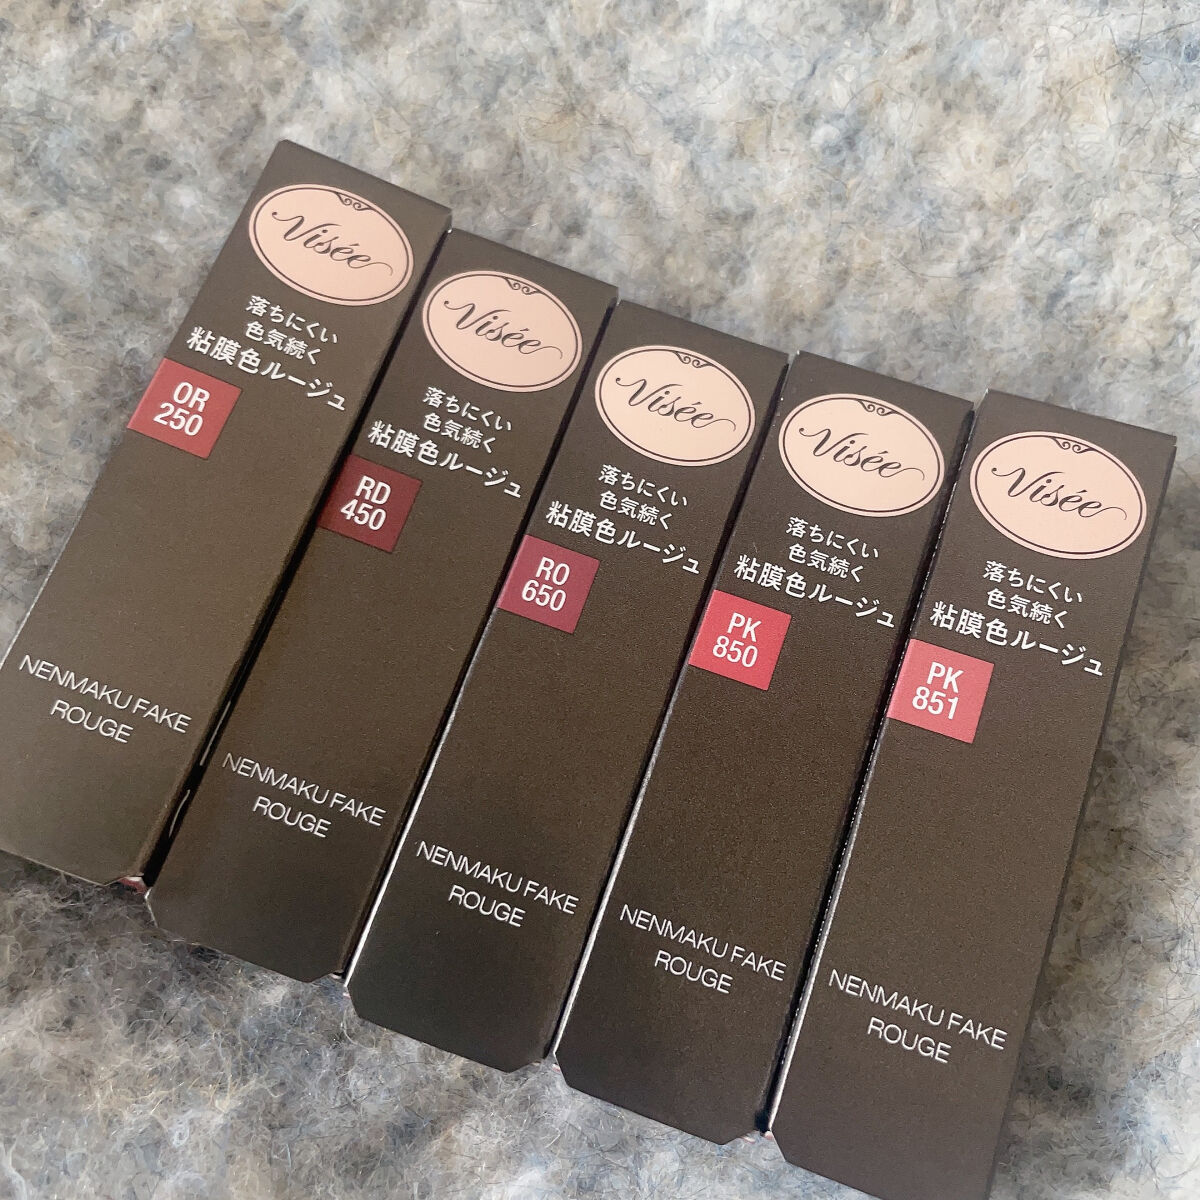 Visée
落ちにくい
色気続く
粘膜色ルージュ
OR
250
NENMAKU FAKE
ROUGE
Visée
落ちにくい
色気続く
粘膜色ルージュ
RD
450
NENMAKU FAKE
ROUGE
Visée
落ちにくい
色気続く
粘膜色ルージュ
RO
650
NENMAKU FAKE
ROUGE
Visée
落ちにくい
色気続く
粘膜色ルージュ
PK
850
NENMAKU FAKE
ROUGE
Visée
落ちにくい
色気続く
粘膜色ルージュ
PK
851
NENMAKU FAKE
ROUGE